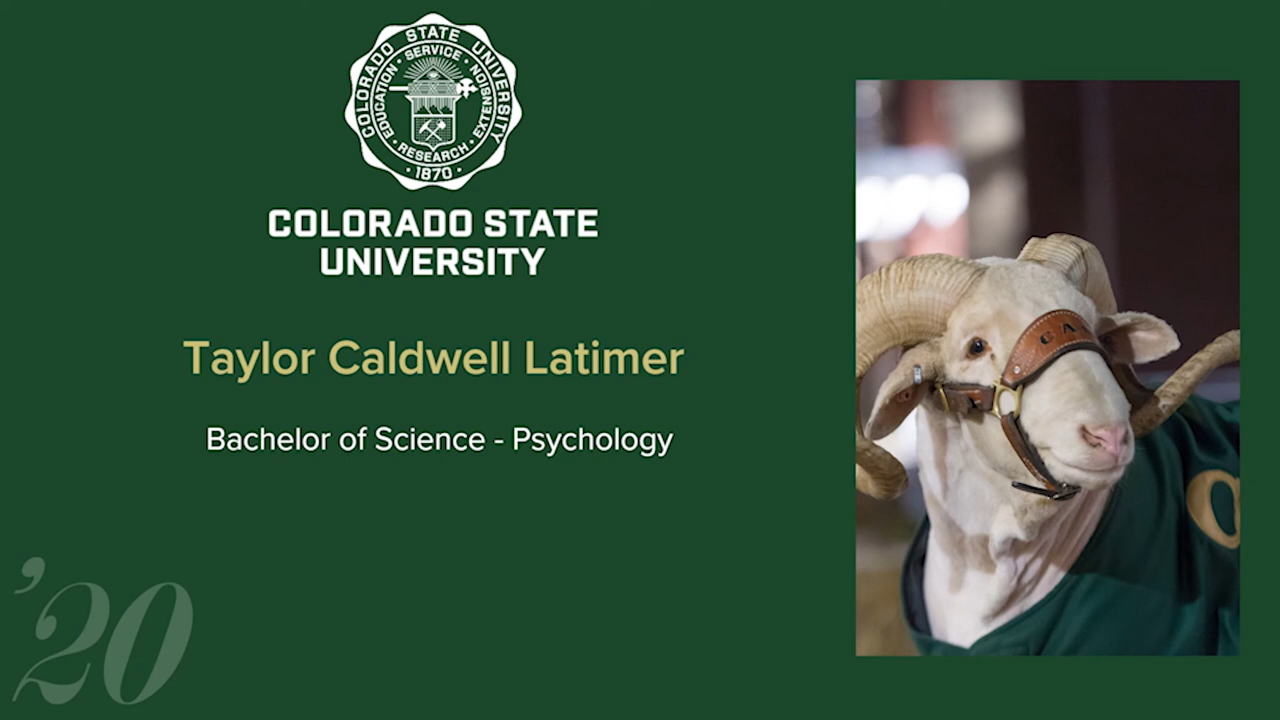 COLORADO STATE UNIVERSITY
EDUCATION • SERVICE • EXTENSION
• RESEARCH •
• 1870 •
COLORADO STATE
UNIVERSITY
Taylor Caldwell Latimer
Bachelor of Science - Psychology
’20